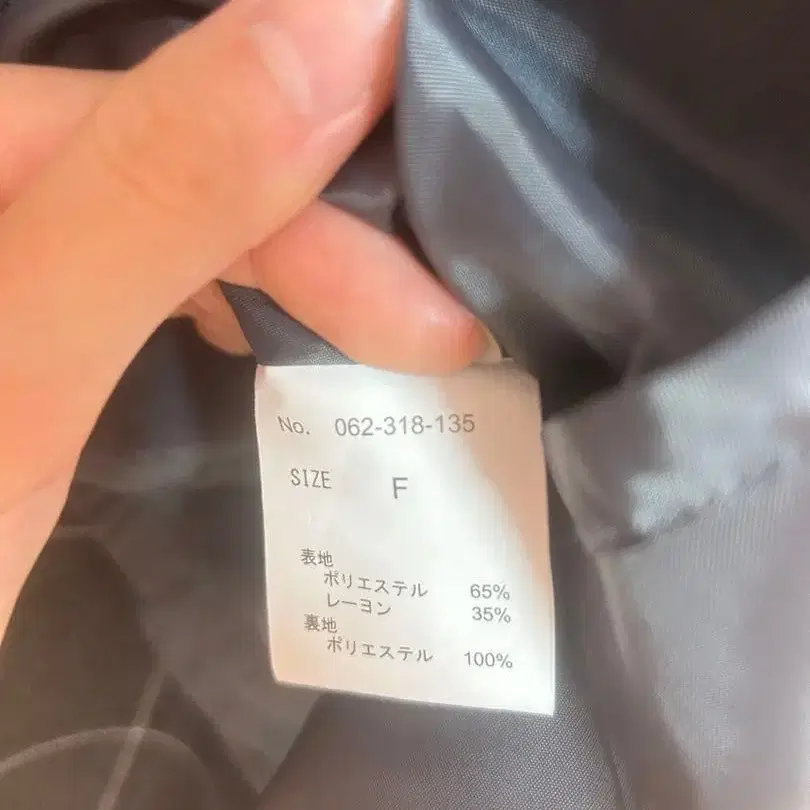 No. 062-318-135
SIZE F
表地
ポリエステル 65%
レーヨン 35%
裏地
ポリエステル 100%